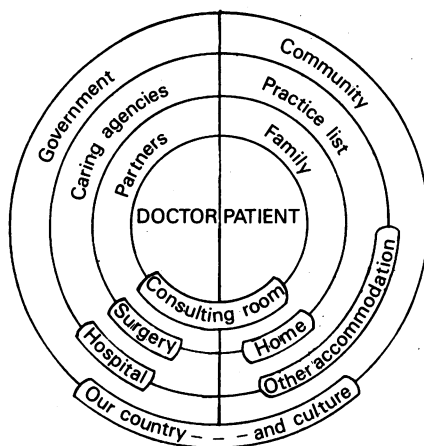 Government
Community
Caring agencies
Practice list
Partners
Family
DOCTOR PATIENT
Consulting room
Surgery
Home
Hospital
Other accommodation
Our country - - - and culture